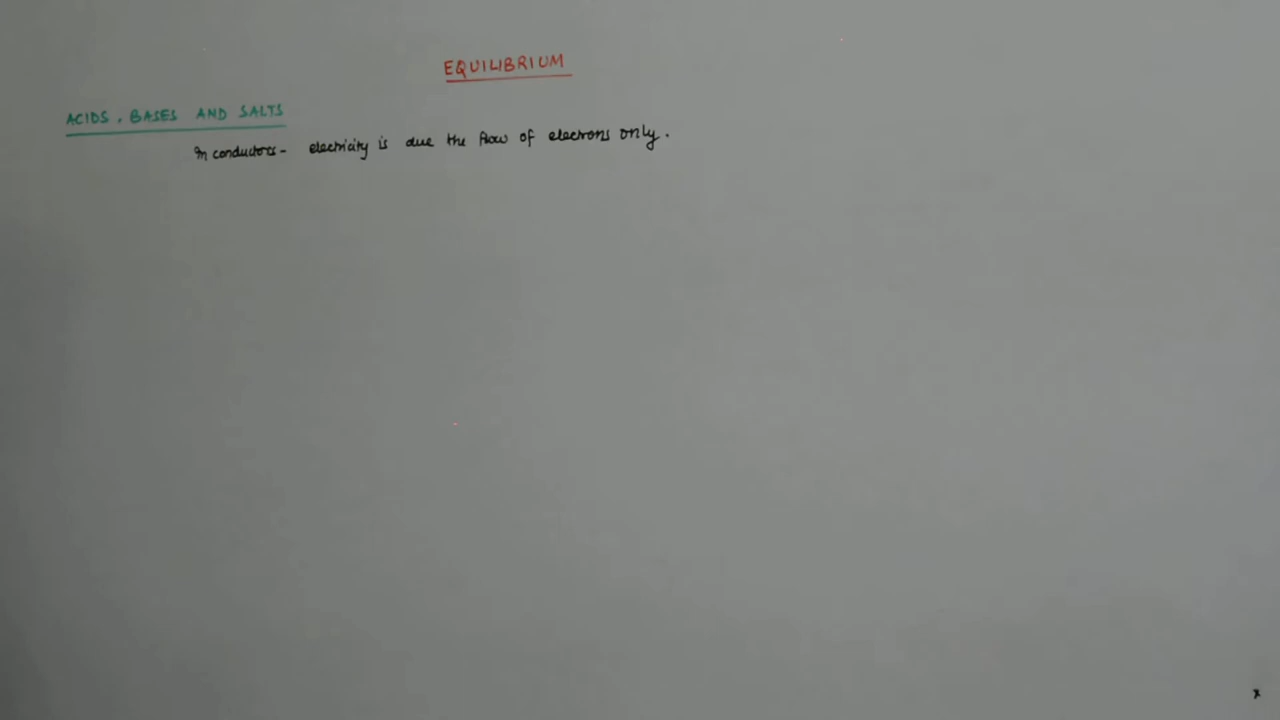 EQUILIBRIUM
ACIDS, BASES AND SALTS
In conductors - electricity is due the flow of electrons only.
x